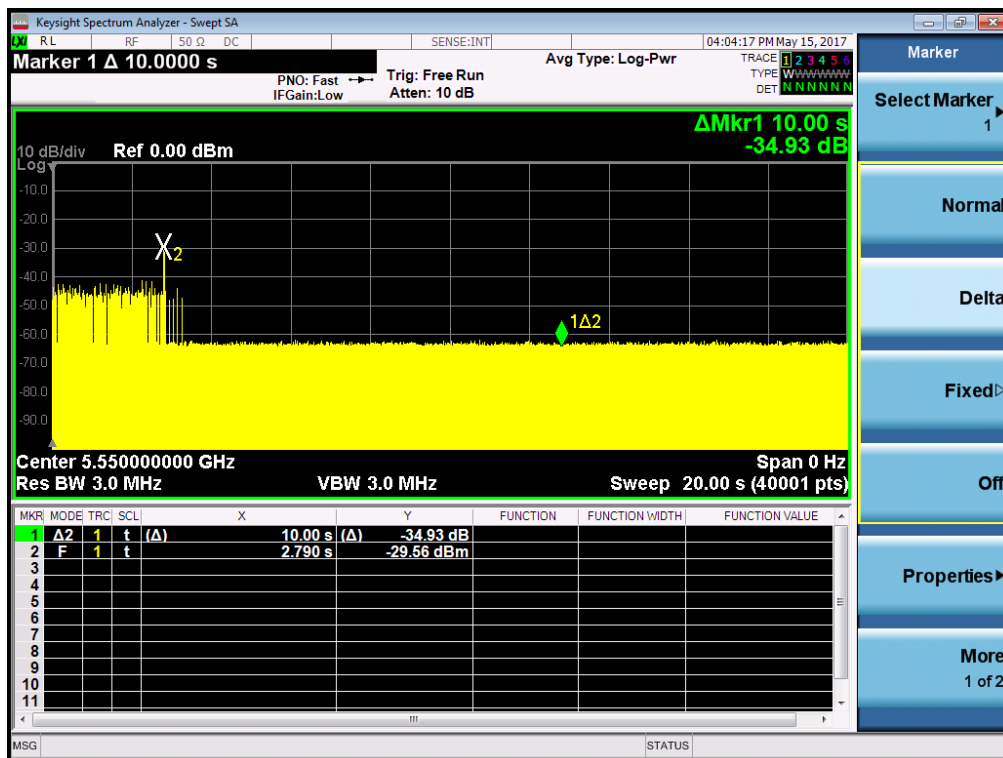 Keysight Spectrum Analyzer - Swept SA
LXI RL RF 50 Ω DC SENSE:INT 04:04:17 PM May 15, 2017
Marker 1 Δ 10.0000 s
PNO: Fast
IFGain:Low
Trig: Free Run
Atten: 10 dB
Avg Type: Log-Pwr
TRACE 1 2 3 4 5 6
TYPE WWWWWW
DET N N N N N N
ΔMkr1 10.00 s
-34.93 dB
10 dB/div Ref 0.00 dBm
Log
-10.0
-20.0
-30.0
-40.0
-50.0
-60.0
-70.0
-80.0
-90.0
2
1Δ2
Center 5.550000000 GHz Span 0 Hz
Res BW 3.0 MHz VBW 3.0 MHz Sweep 20.00 s (40001 pts)
MKR MODE TRC SCL X Y FUNCTION FUNCTION WIDTH FUNCTION VALUE
1 Δ2 1 t (Δ) 10.00 s (Δ) -34.93 dB
2 F 1 t 2.790 s -29.56 dBm
3
4
5
6
7
8
9
10
11
MSG STATUS
Marker
Select Marker
1
Normal
Delta
Fixed
Off
Properties
More
1 of 2